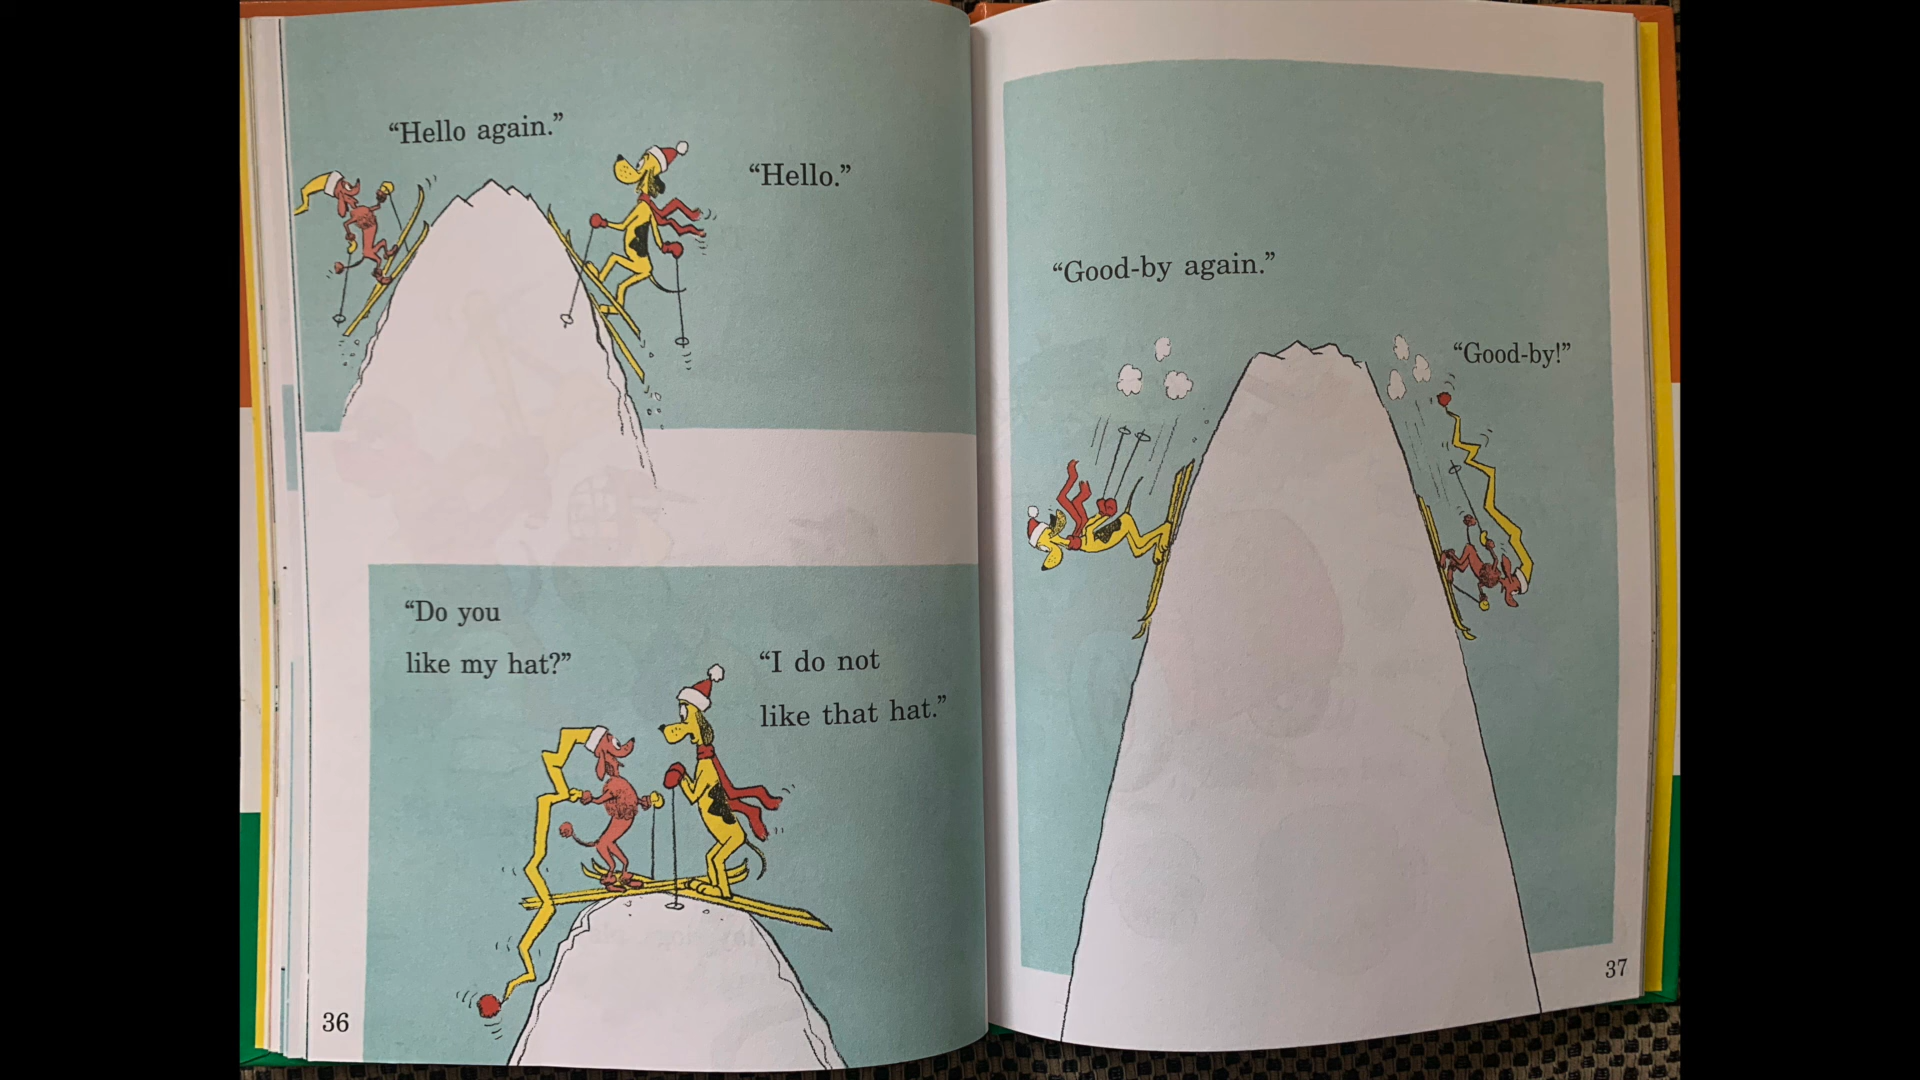 “Hello again.”
“Hello.”
“Do you
like my hat?”
“I do not
like that hat.”
36
“Good-by again.”
“Good-by!”
37